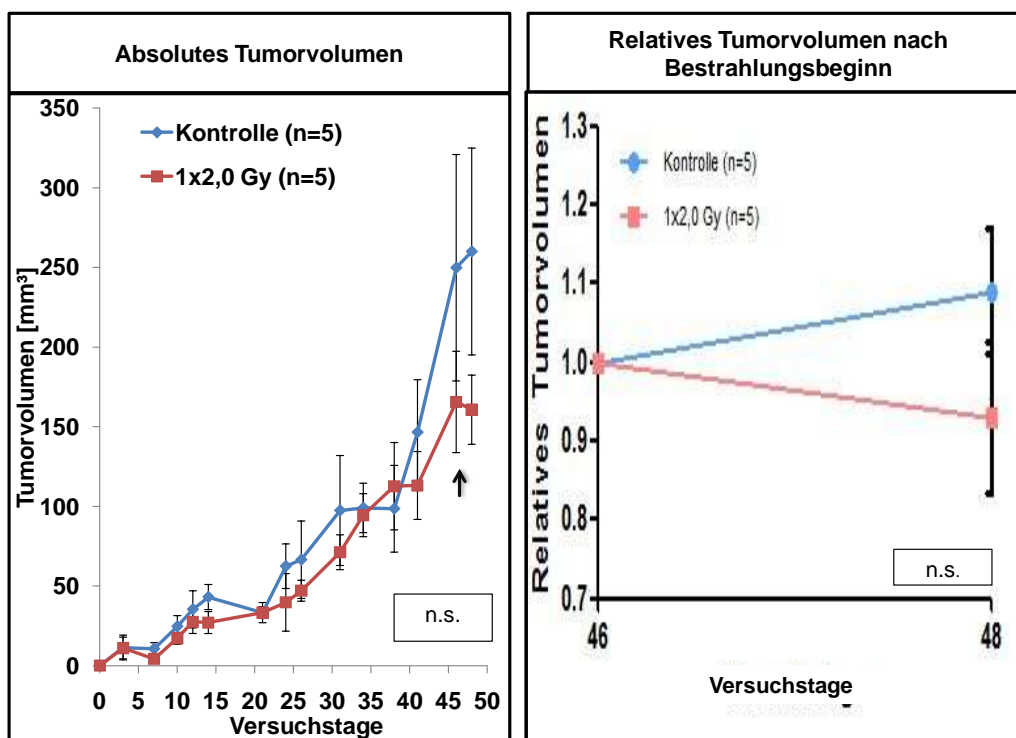 Absolutes Tumorvolumen
Tumorvolumen [mm³]
350
300
250
200
150
100
50
0
Kontrolle (n=5)
1x2,0 Gy (n=5)
n.s.
0 5 10 15 20 25 30 35 40 45 50
Versuchstage
Relatives Tumorvolumen nach
Bestrahlungsbeginn
Relatives Tumorvolumen
1.3
1.2
1.1
1.0
0.9
0.8
0.7
Kontrolle (n=5)
1x2,0 Gy (n=5)
n.s.
46 48
Versuchstage